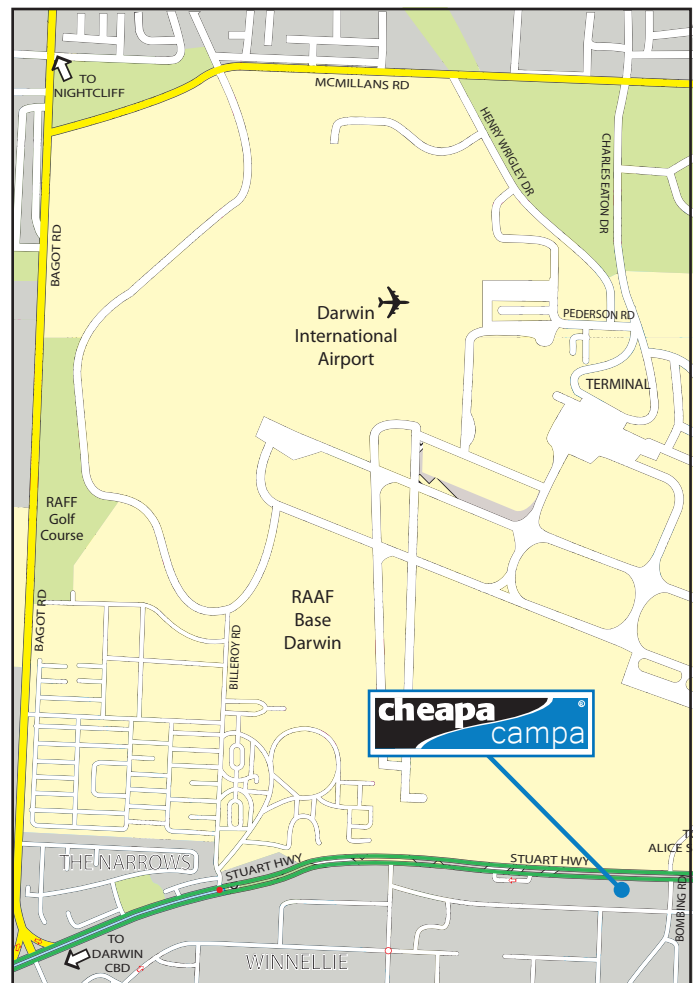 TO
NIGHTCLIFF
MCMILLANS RD
HENRY WRIGLEY DR
CHARLES EATON DR
BAGOT RD
Darwin
International
Airport
PEDERSON RD
TERMINAL
RAFF
Golf
Course
RAAF
Base
Darwin
BAGOT RD
BILLEROY RD
cheapa®
campa
TO
ALICE S
THE NARROWS
STUART HWY
STUART HWY
BOMBING RD
TO
DARWIN
CBD
WINNELLIE